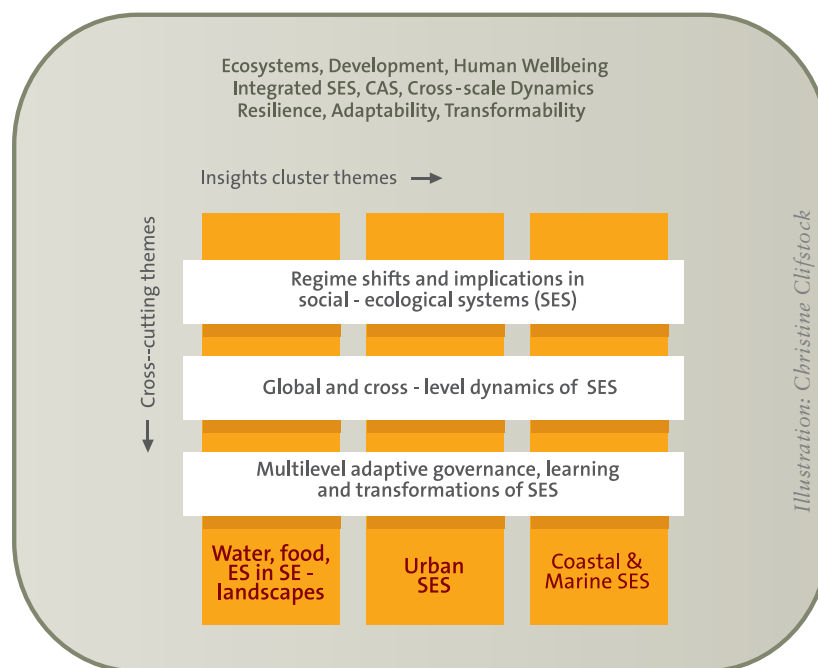 Ecosystems, Development, Human Wellbeing
Integrated SES, CAS, Cross-scale Dynamics
Resilience, Adaptability, Transformability
Insights cluster themes
Cross--cutting themes
Regime shifts and implications in
social - ecological systems (SES)
Global and cross - level dynamics of SES
Multilevel adaptive governance, learning
and transformations of SES
Water, food,
ES in SE -
landscapes
Urban
SES
Coastal &
Marine SES
Illustration: Christine Clifstock